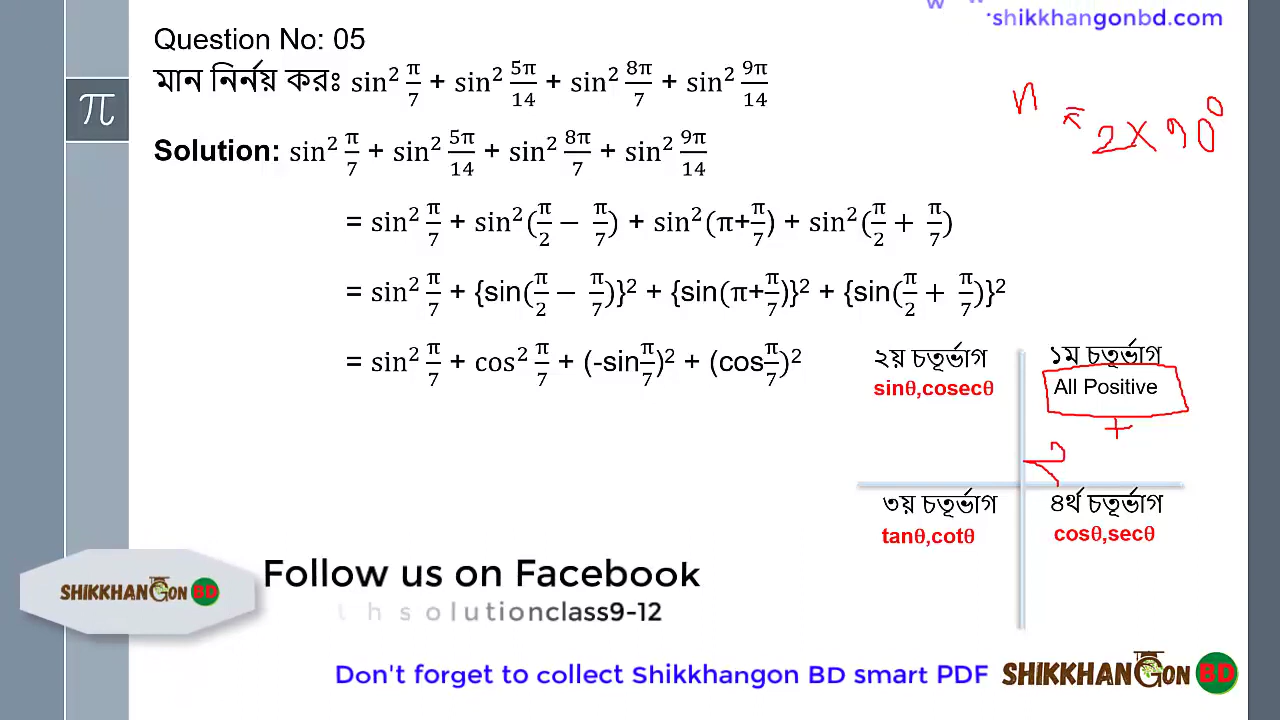 shikkhangonbd.com
Question No: 05
মান নির্নয় করঃ sin² π/7 + sin² 5π/14 + sin² 8π/7 + sin² 9π/14
π
Solution: sin² π/7 + sin² 5π/14 + sin² 8π/7 + sin² 9π/14
= 2×90°
= sin² π/7 + sin²(π/2 − π/7) + sin²(π+π/7) + sin²(π/2 + π/7)
= sin² π/7 + {sin(π/2 − π/7)}² + {sin(π+π/7)}² + {sin(π/2 + π/7)}²
= sin² π/7 + cos² π/7 + (-sinπ/7)² + (cosπ/7)²
২য় চতূর্ভাগ ১ম চতূর্ভাগ
sinθ,cosecθ All Positive
+
৩য় চতূর্ভাগ ৪র্থ চতূর্ভাগ
tanθ,cotθ cosθ,secθ
SHIKKHANGON BD
Follow us on Facebook
t h s o l u t i o n class9-12
Don't forget to collect Shikkhangon BD smart PDF
SHIKKHANGON BD